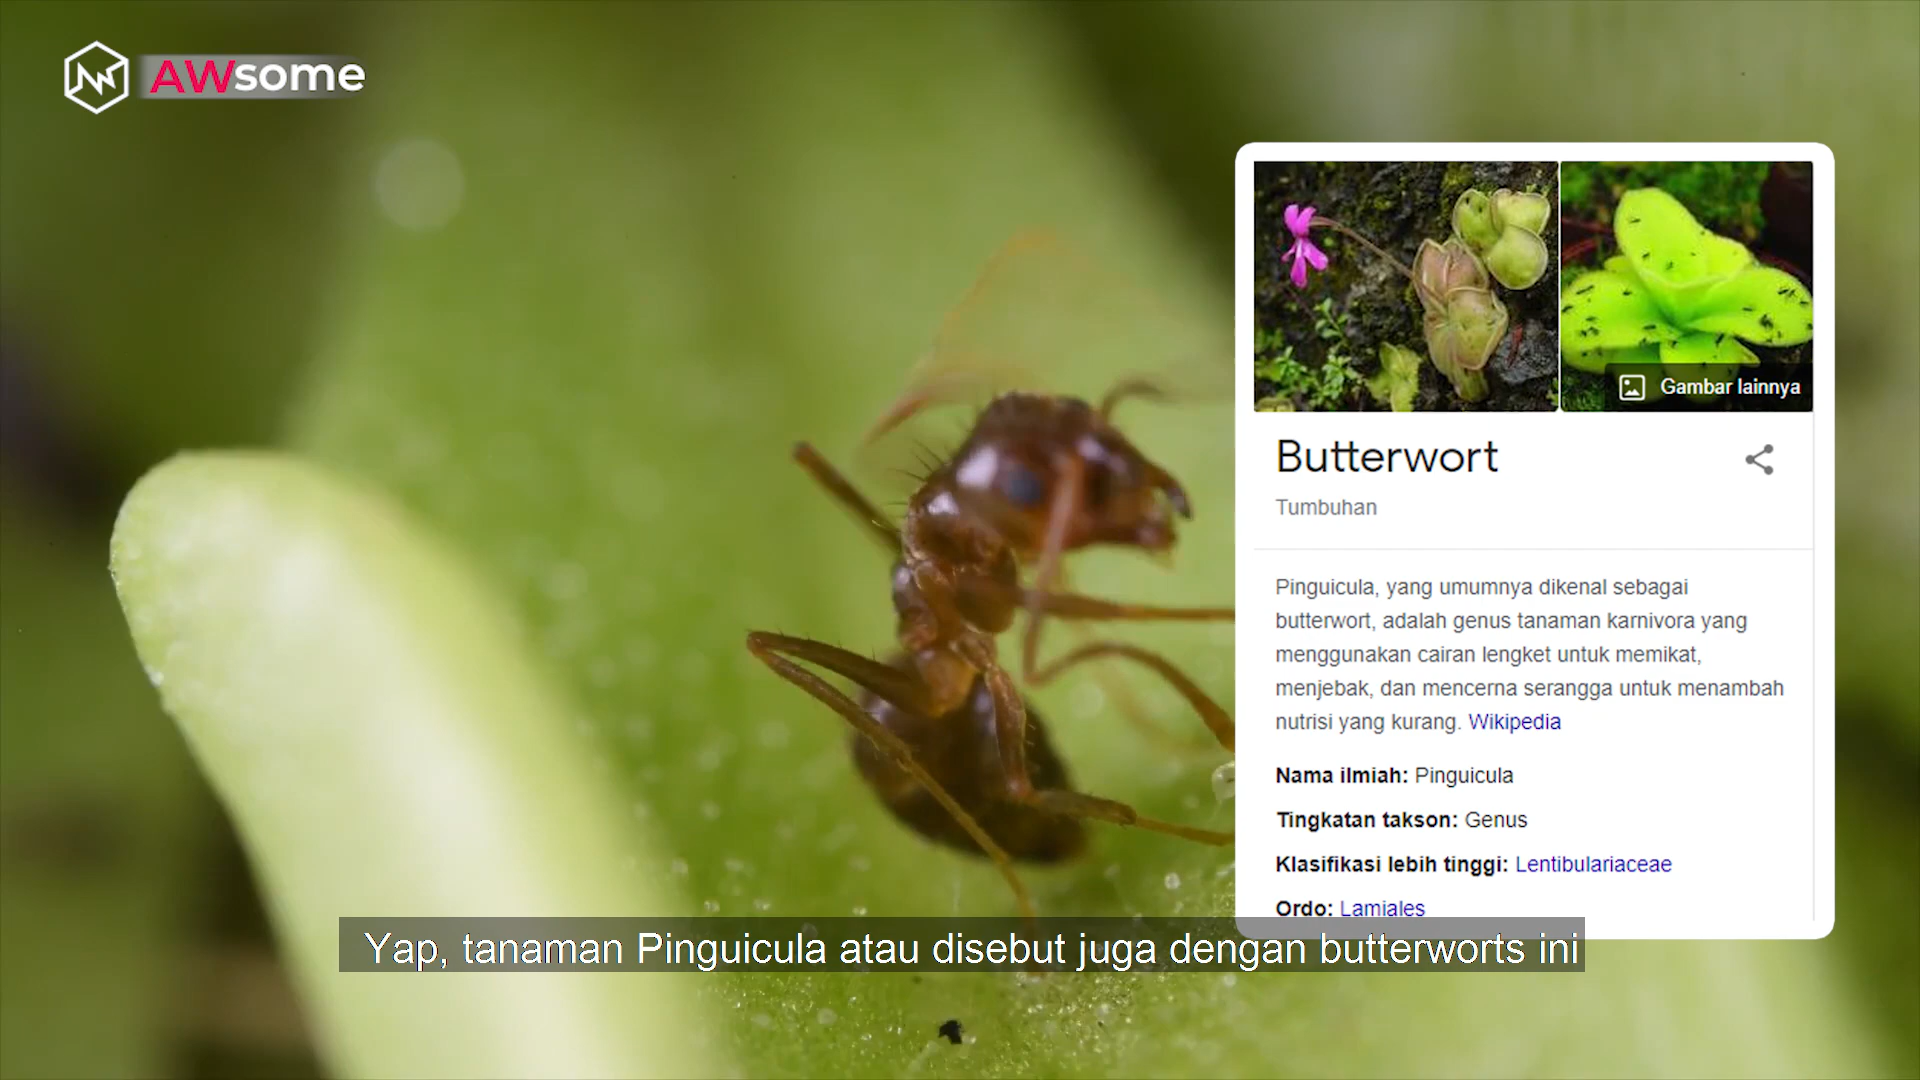 AWsome
Gambar lainnya
Butterwort
Tumbuhan
Pinguicula, yang umumnya dikenal sebagai
butterwort, adalah genus tanaman karnivora yang
menggunakan cairan lengket untuk memikat,
menjebak, dan mencerna serangga untuk menambah
nutrisi yang kurang. Wikipedia
Nama ilmiah: Pinguicula
Tingkatan takson: Genus
Klasifikasi lebih tinggi: Lentibulariaceae
Ordo: Lamiales
Yap, tanaman Pinguicula atau disebut juga dengan butterworts ini